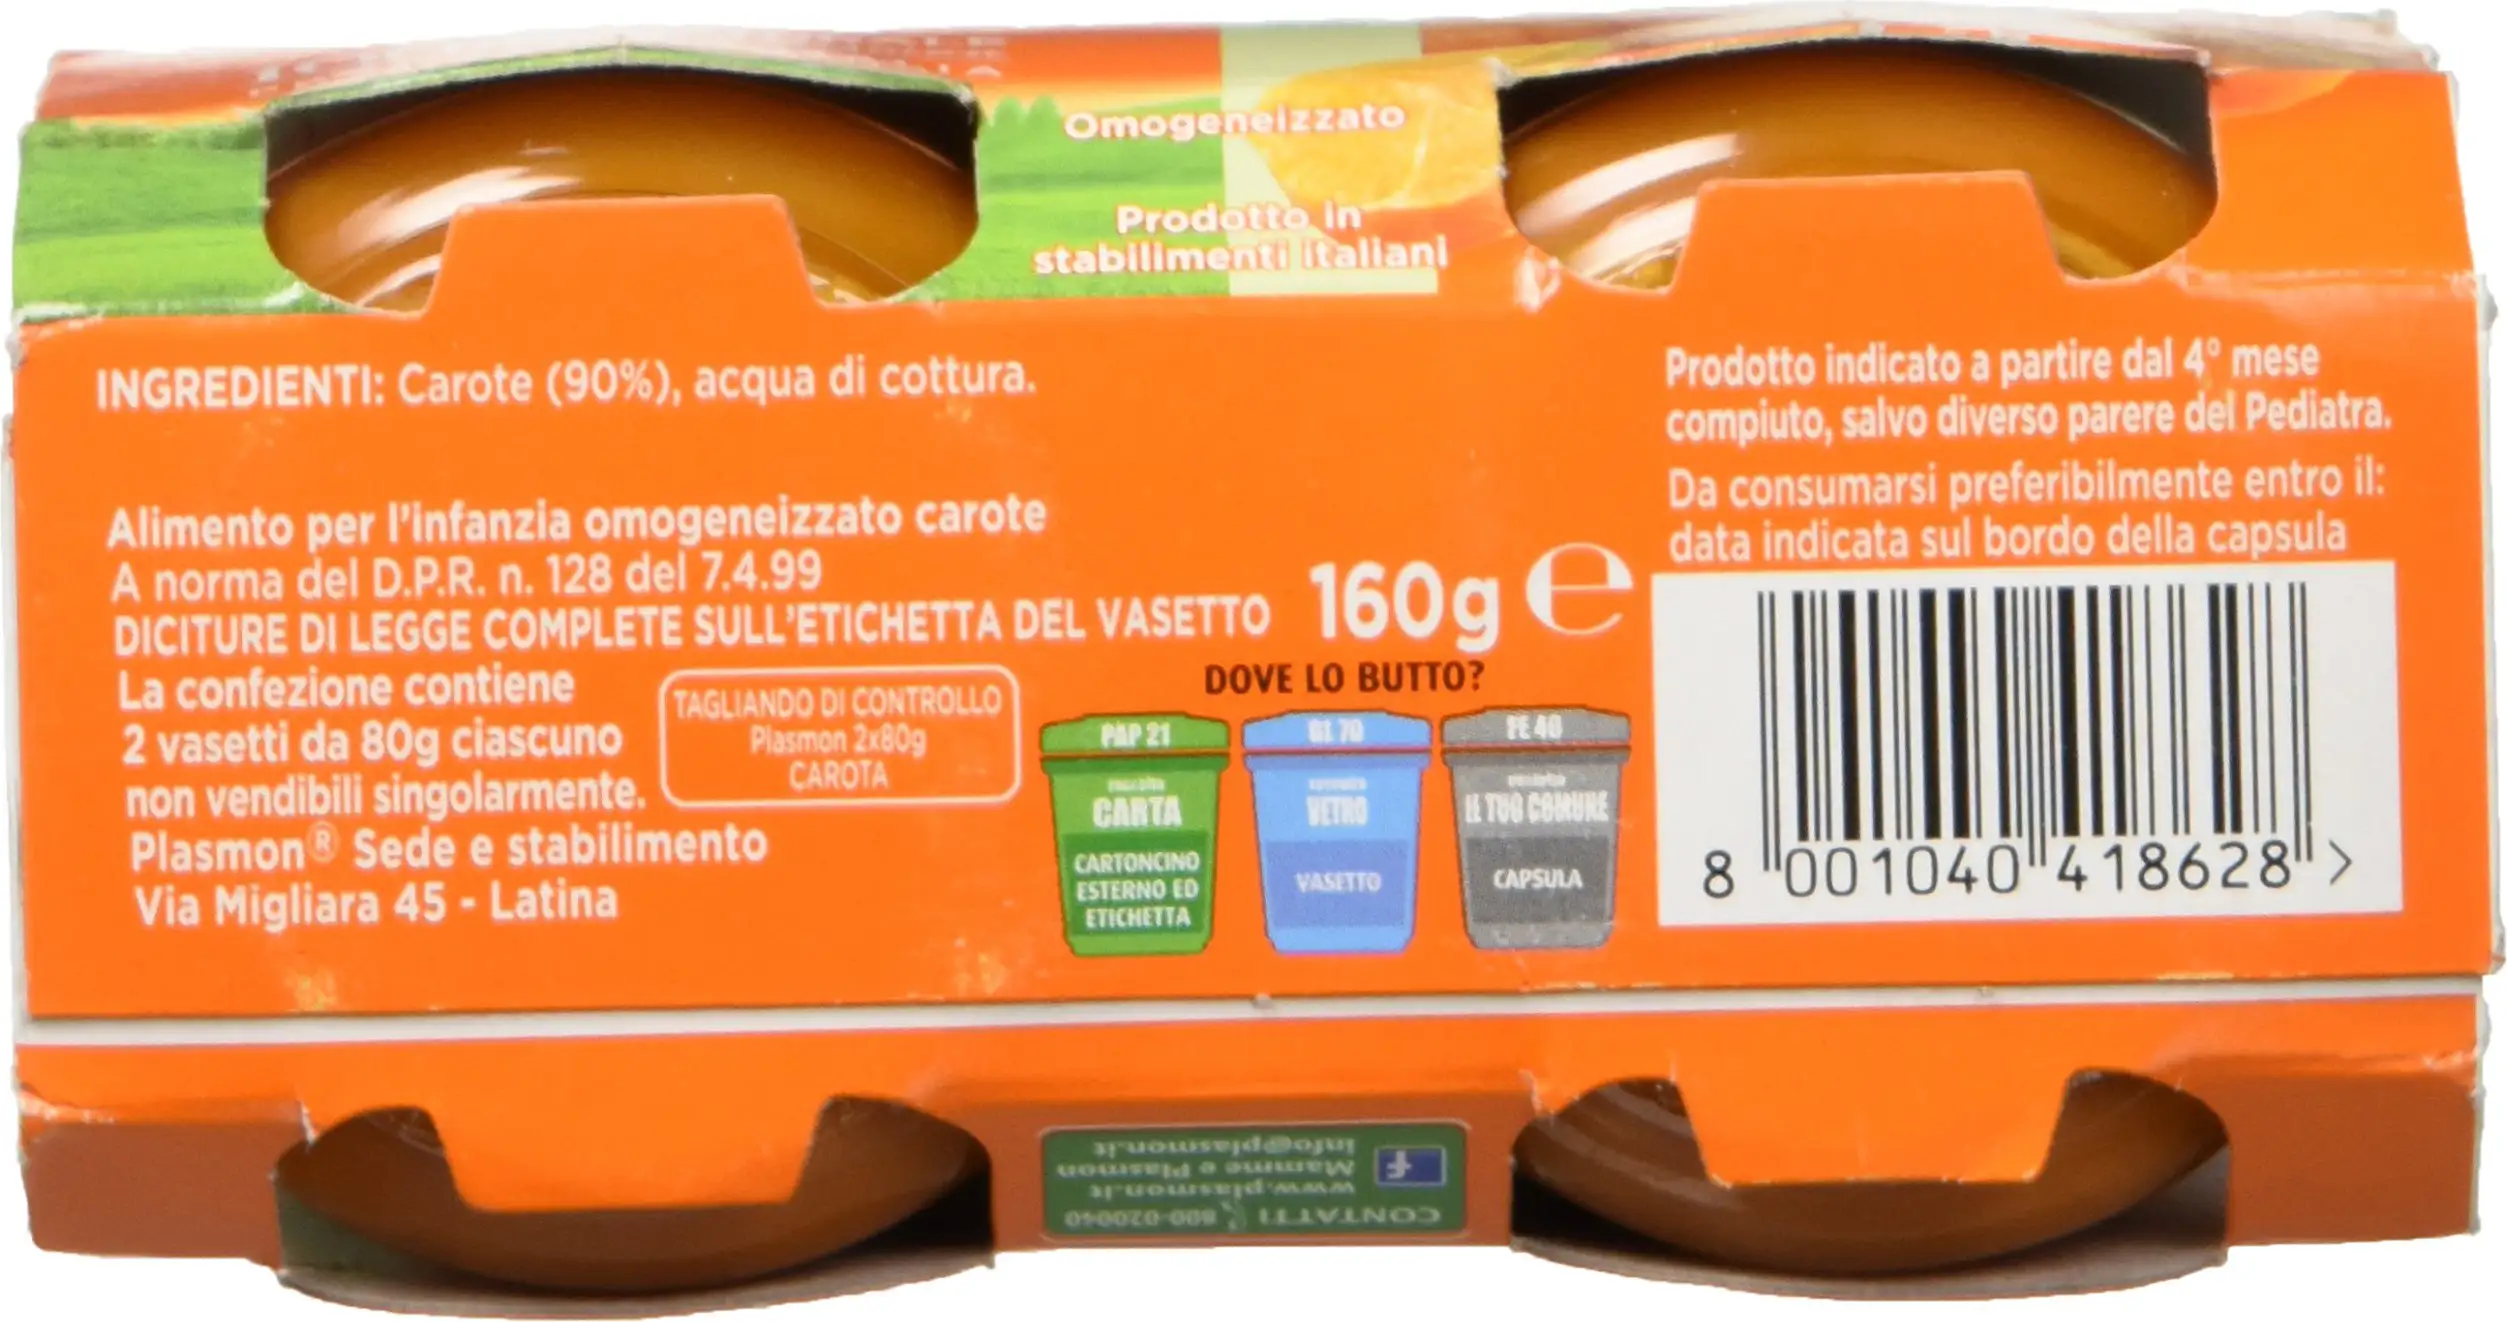 Omogeneizzato
Prodotto in
stabilimenti italiani
INGREDIENTI: Carote (90%), acqua di cottura.
Alimento per l'infanzia omogeneizzato carote
A norma del D.P.R. n. 128 del 7.4.99
DICITURE DI LEGGE COMPLETE SULL'ETICHETTA DEL VASETTO
La confezione contiene
2 vasetti da 80g ciascuno
non vendibili singolarmente.
Plasmon® Sede e stabilimento
Via Migliara 45 - Latina
TAGLIANDO DI CONTROLLO
Plasmon 2x80g
CAROTA
160g e
DOVE LO BUTTO?
PAP 21
CARTA
CARTONCINO
ESTERNO ED
ETICHETTA
GL 70
VETRO
VASETTO
FE 40
IL TUO COMUNE
CAPSULA
Prodotto indicato a partire dal 4° mese
compiuto, salvo diverso parere del Pediatra.
Da consumarsi preferibilmente entro il:
data indicata sul bordo della capsula
8 001040 418628 >
CONTATTI 800-020040
www.plasmon.it
Mamme e Plasmon
info@plasmon.it
f